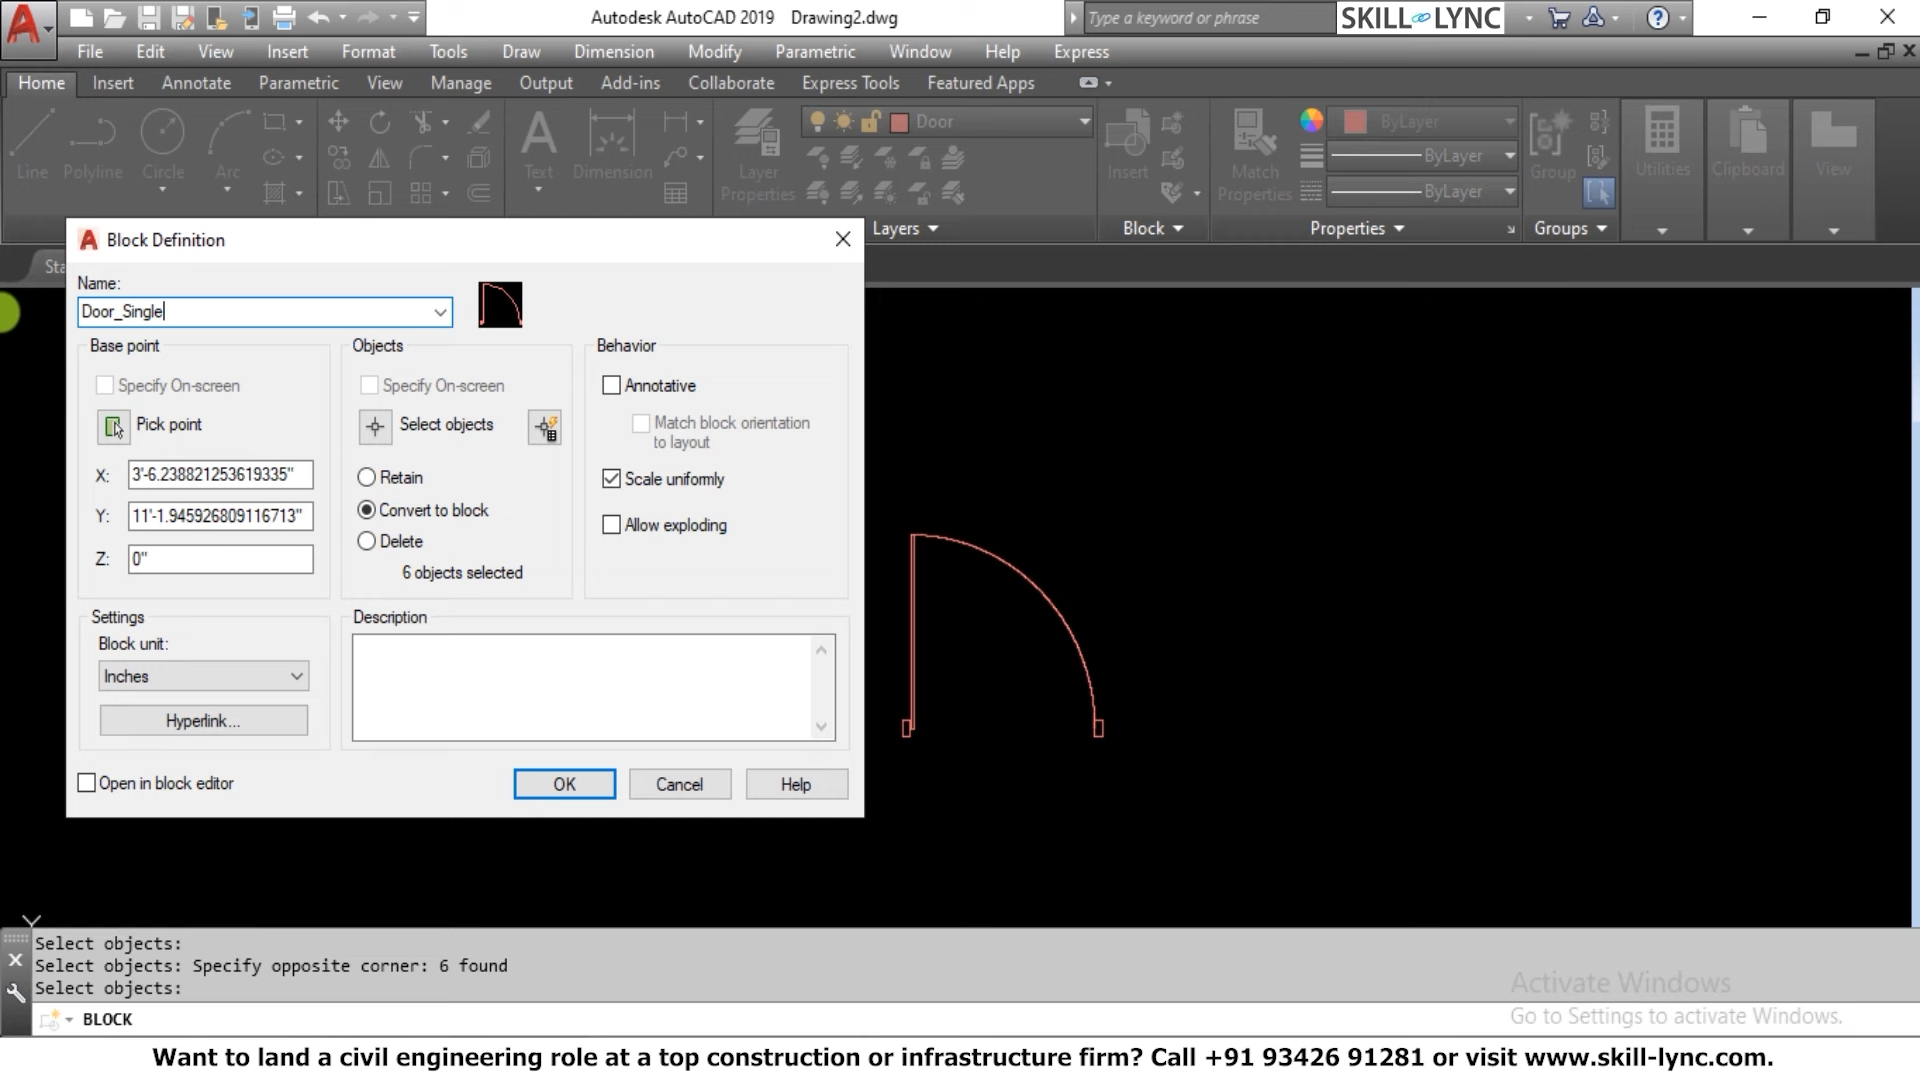 Autodesk AutoCAD 2019 Drawing2.dwg
Type a keyword or phrase
SKILL LYNC
File Edit View Insert Format Tools Draw Dimension Modify Parametric Window Help Express
Home Insert Annotate Parametric View Manage Output Add-ins Collaborate Express Tools Featured Apps
Door
ByLayer
ByLayer
ByLayer
Line Polyline Circle Arc
Text Dimension
Layer Properties
Insert
Match Properties
Group
Utilities
Clipboard
View
Layers
Block
Properties
Groups
Sta
Block Definition
Name:
Door_Single
Base point
Specify On-screen
Pick point
X: 3'-6.238821253619335"
Y: 11'-1.945926809116713"
Z: 0"
Objects
Specify On-screen
Select objects
Retain
Convert to block
Delete
6 objects selected
Behavior
Annotative
Match block orientation
to layout
Scale uniformly
Allow exploding
Settings
Block unit:
Inches
Hyperlink...
Description
Open in block editor
OK
Cancel
Help
Select objects:
Select objects: Specify opposite corner: 6 found
Select objects:
BLOCK
Activate Windows
Go to Settings to activate Windows.
Want to land a civil engineering role at a top construction or infrastructure firm? Call +91 93426 91281 or visit www.skill-lync.com.